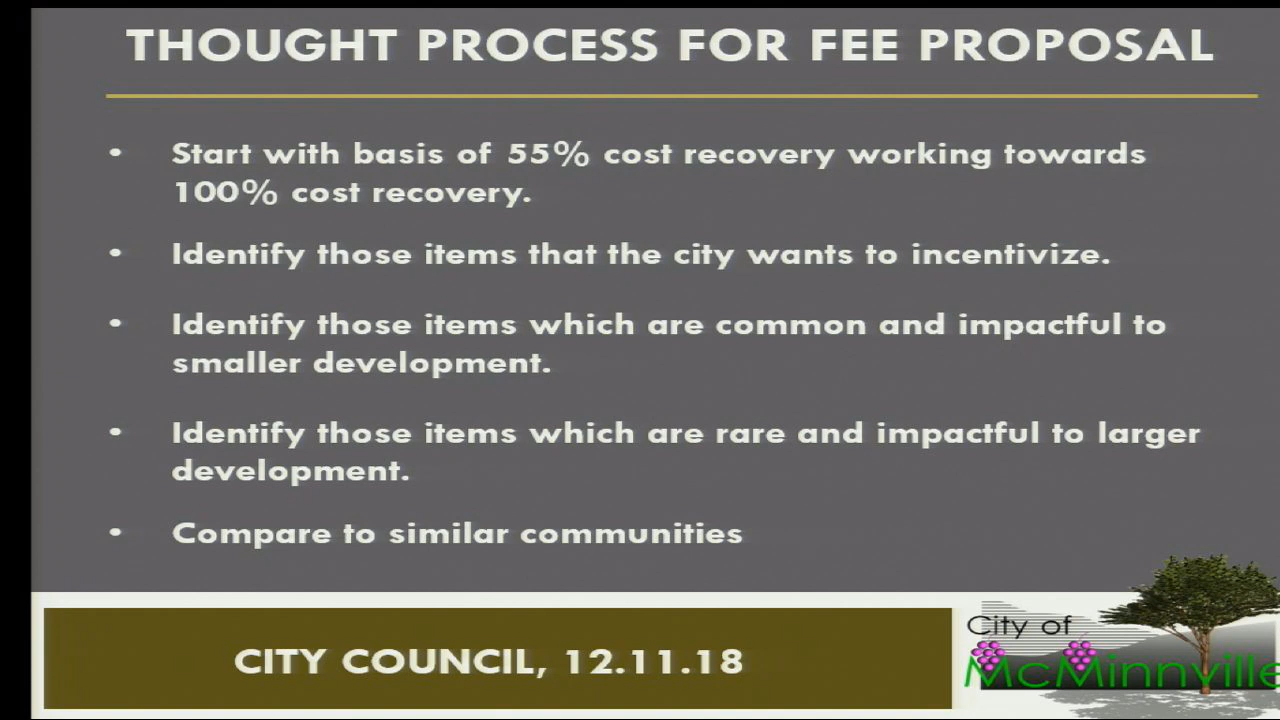 THOUGHT PROCESS FOR FEE PROPOSAL
• Start with basis of 55% cost recovery working towards
100% cost recovery.
• Identify those items that the city wants to incentivize.
• Identify those items which are common and impactful to
smaller development.
• Identify those items which are rare and impactful to larger
development.
• Compare to similar communities
CITY COUNCIL, 12.11.18
City of
McMinnville